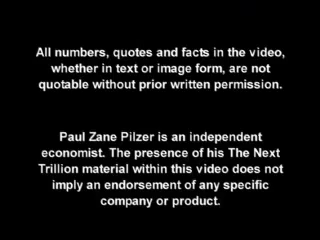 All numbers, quotes and facts in the video,
whether in text or image form, are not
quotable without prior written permission.
Paul Zane Pilzer is an independent
economist. The presence of his The Next
Trillion material within this video does not
imply an endorsement of any specific
company or product.